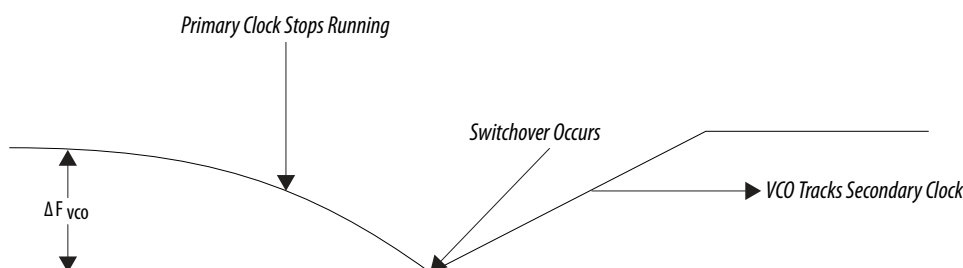 Primary Clock Stops Running
Switchover Occurs
VCO Tracks Secondary Clock
ΔF vco